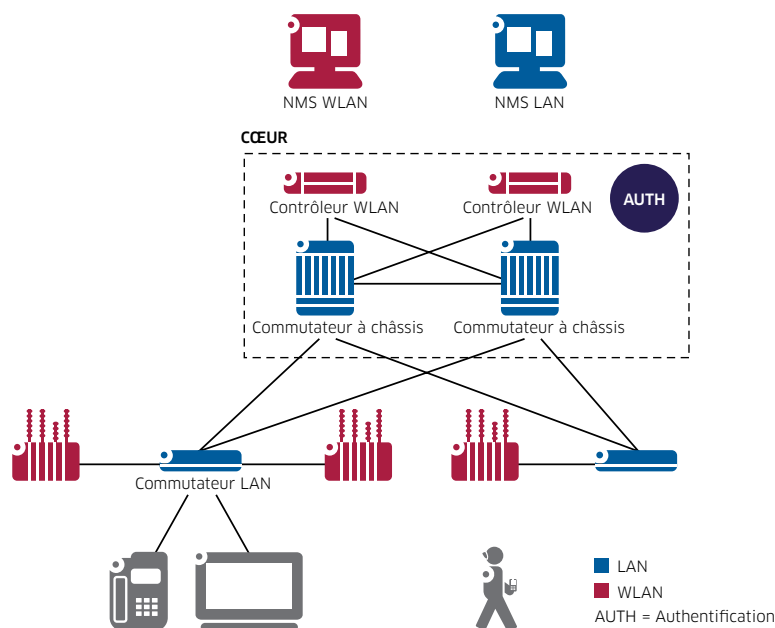 NMS WLAN
NMS LAN
CŒUR
Contrôleur WLAN
Contrôleur WLAN
AUTH
Commutateur à châssis
Commutateur à châssis
Commutateur LAN
LAN
WLAN
AUTH = Authentification